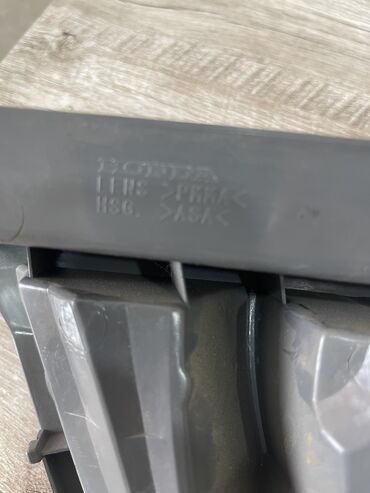 HONDA
LENS >PMMA<
HSG. >ASA<